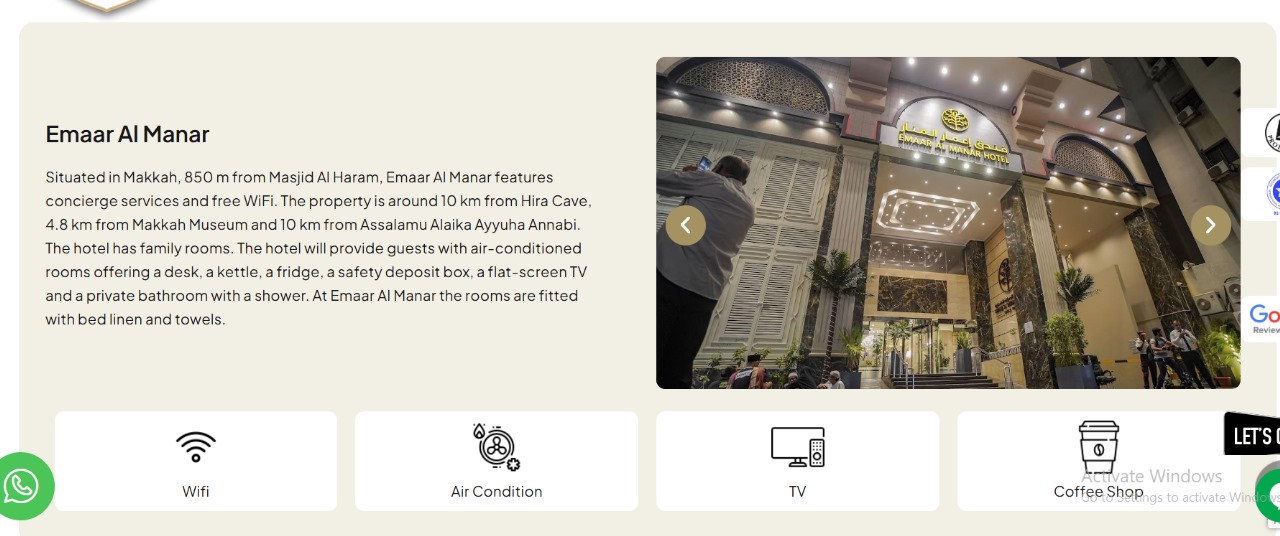 Emaar Al Manar
Situated in Makkah, 850 m from Masjid Al Haram, Emaar Al Manar features
concierge services and free WiFi. The property is around 10 km from Hira Cave,
4.8 km from Makkah Museum and 10 km from Assalamu Alaika Ayyuha Annabi.
The hotel has family rooms. The hotel will provide guests with air-conditioned
rooms offering a desk, a kettle, a fridge, a safety deposit box, a flat-screen TV
and a private bathroom with a shower. At Emaar Al Manar the rooms are fitted
with bed linen and towels.
فندق إعمار المنار
EMAAR AL MANAR HOTEL
Go
Review
LET'S
Wifi
Air Condition
TV
Coffee Shop
Activate Windows
Go to Settings to activate Windows